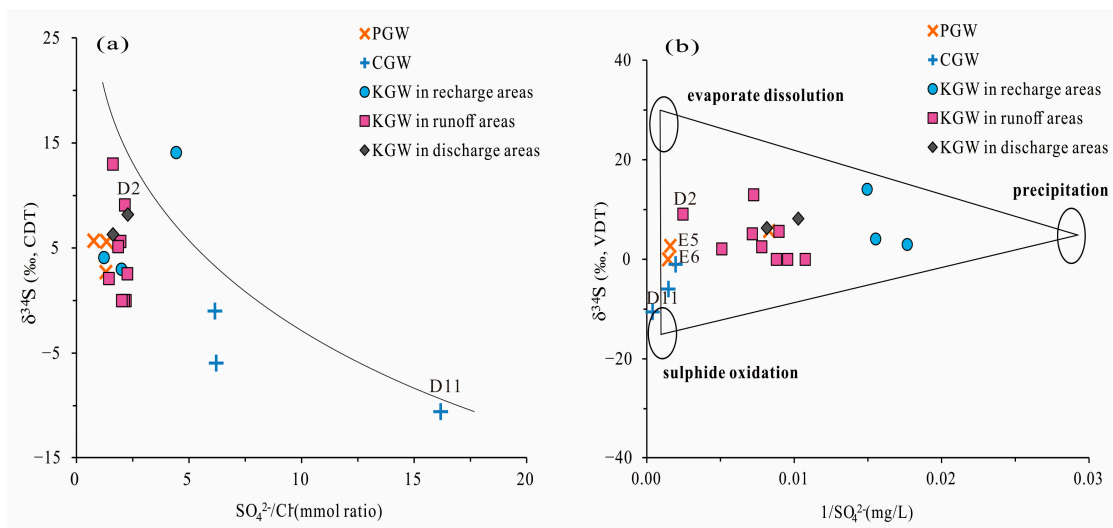 (a)
PGW
CGW
KGW in recharge areas
KGW in runoff areas
KGW in discharge areas
25
15
5
−5
−15
δ³⁴S (‰, CDT)
D2
D11
0
5
10
15
20
SO₄²⁻/Cl⁻(mmol ratio)
(b)
PGW
CGW
KGW in recharge areas
KGW in runoff areas
KGW in discharge areas
40
20
0
−20
−40
δ³⁴S (‰, VDT)
evaporate dissolution
precipitation
D2
E5
E6
D11
sulphide oxidation
0.00
0.01
0.02
0.03
1/SO₄²⁻(mg/L)